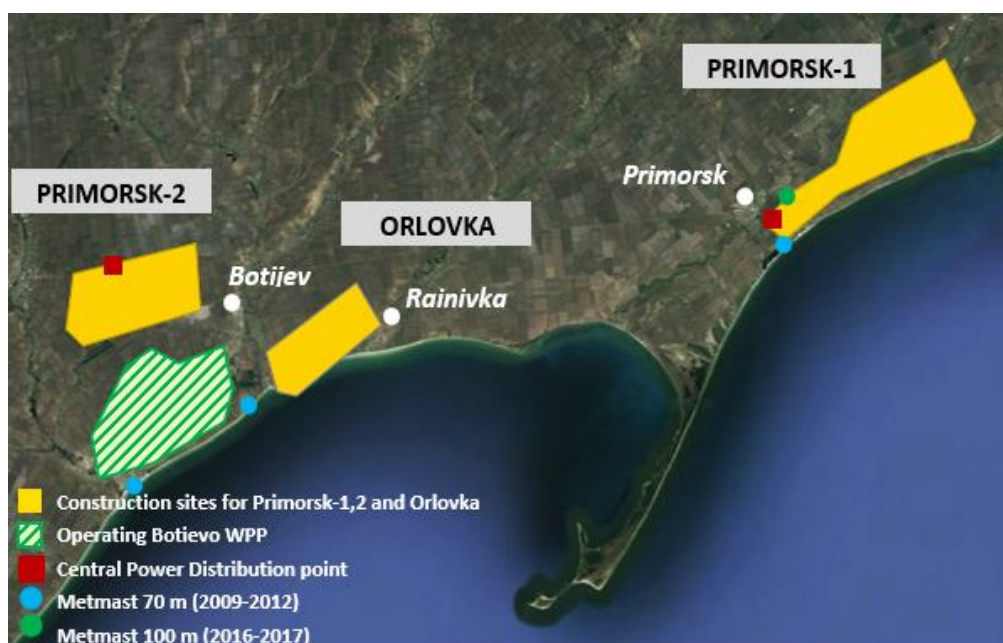 PRIMORSK-1
Primorsk
PRIMORSK-2
ORLOVKA
Botijev
Rainivka
Construction sites for Primorsk-1,2 and Orlovka
Operating Botievo WPP
Central Power Distribution point
Metmast 70 m (2009-2012)
Metmast 100 m (2016-2017)